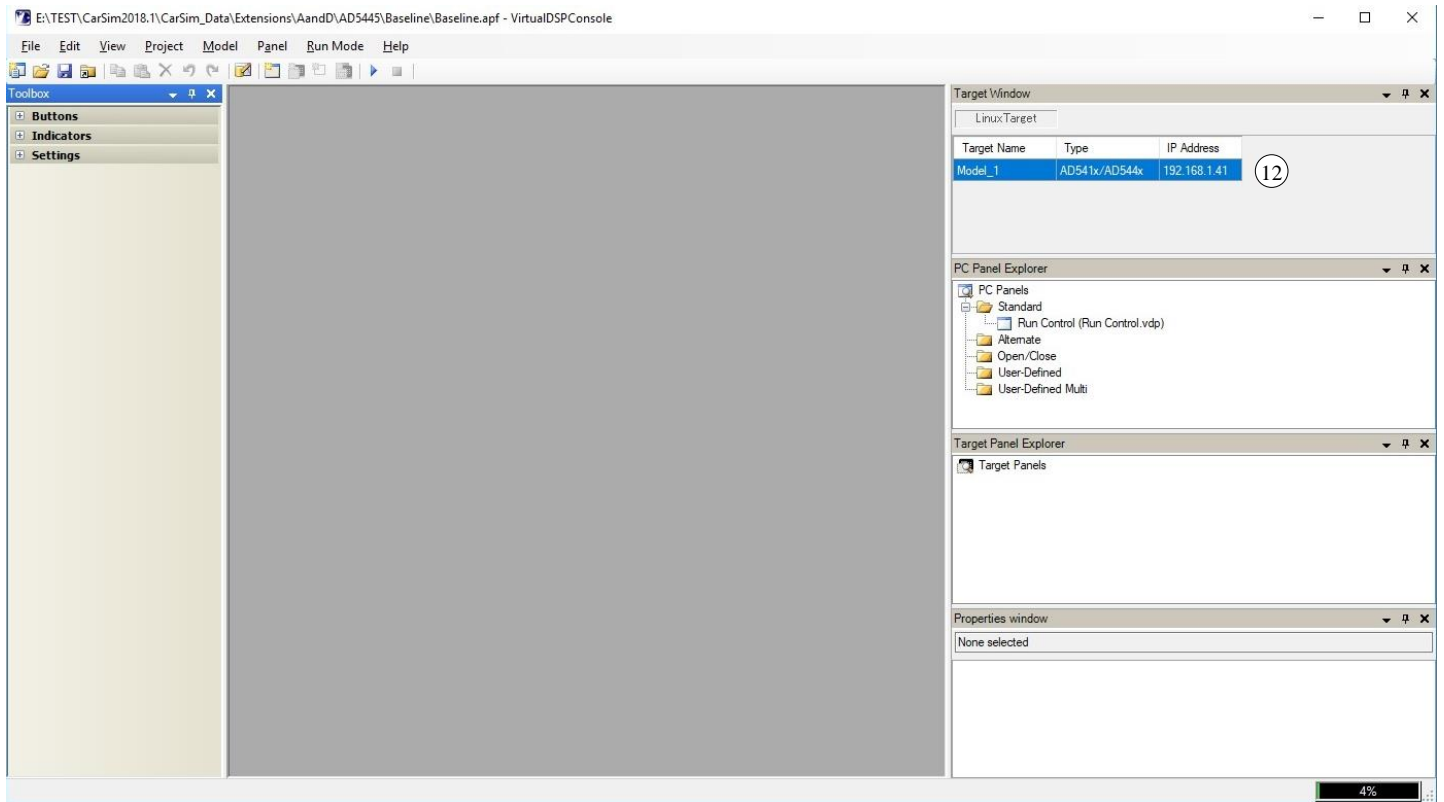 E:\TEST\CarSim2018.1\CarSim_Data\Extensions\AandD\AD5445\Baseline\Baseline.apf - VirtualDSPConsole
File Edit View Project Model Panel Run Mode Help
Toolbox
Buttons
Indicators
Settings
Target Window
LinuxTarget
Target Name Type IP Address
Model_1 AD541x/AD544x 192.168.1.41
12
PC Panel Explorer
PC Panels
Standard
Run Control (Run Control.vdp)
Alternate
Open/Close
User-Defined
User-Defined Multi
Target Panel Explorer
Target Panels
Properties window
None selected
4%